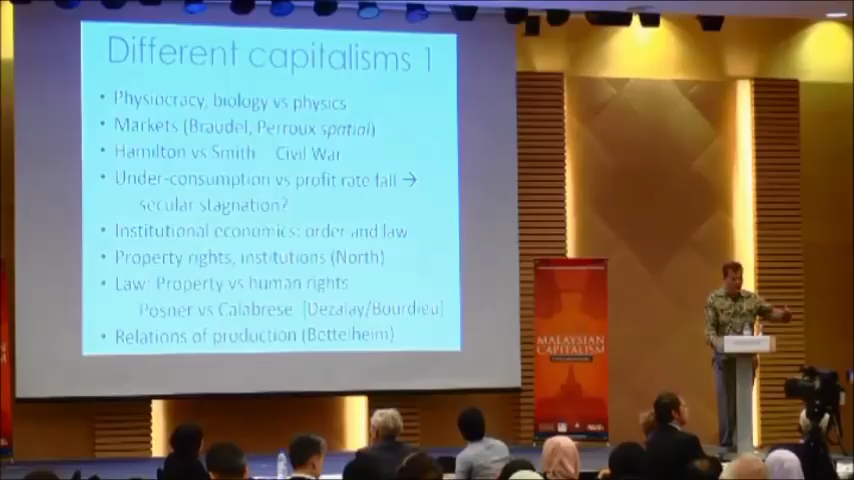 Different capitalisms 1
• Physiocracy, biology vs physics
• Markets (Braudel, Perroux spatial)
• Hamilton vs Smith Civil War
• Under-consumption vs profit rate fall →
secular stagnation?
• Institutional economics: order and law
• Property rights, institutions (North)
• Law: Property vs human rights
Posner vs Calabrese [Dezalay/Bourdieu]
• Relations of production (Bettelheim)
MALAYSIAN
CAPITALISM